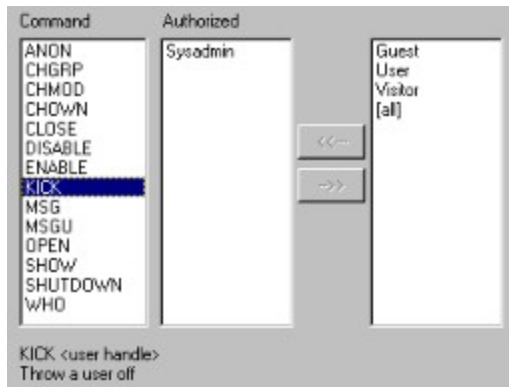 Command
Authorized
ANON
CHGRP
CHMOD
CHOWN
CLOSE
DISABLE
ENABLE
KICK
MSG
MSGU
OPEN
SHOW
SHUTDOWN
WHO
Sysadmin
<<---
-->>
Guest
User
Visitor
[all]
KICK <user handle>
Throw a user off